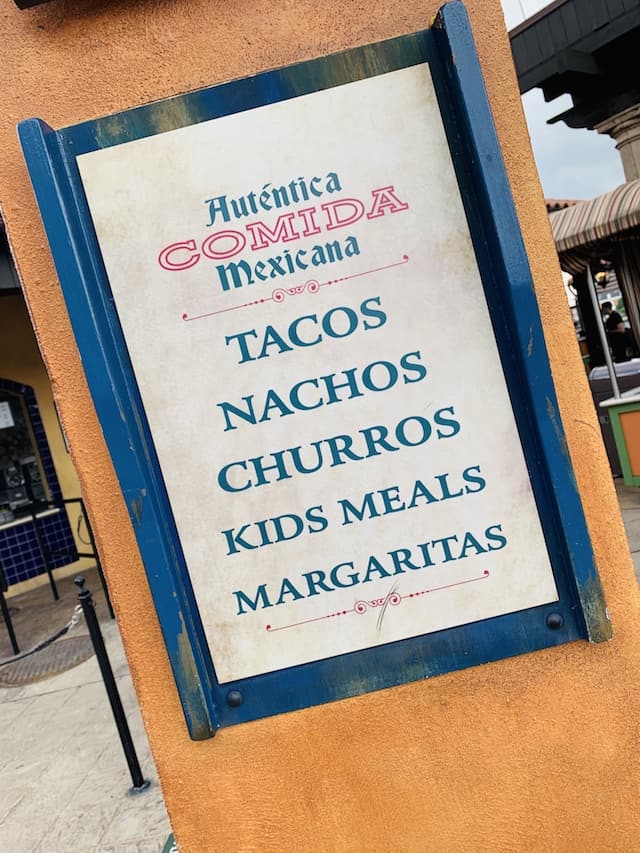 Auténtica
COMIDA
Mexicana
TACOS
NACHOS
CHURROS
KIDS MEALS
MARGARITAS